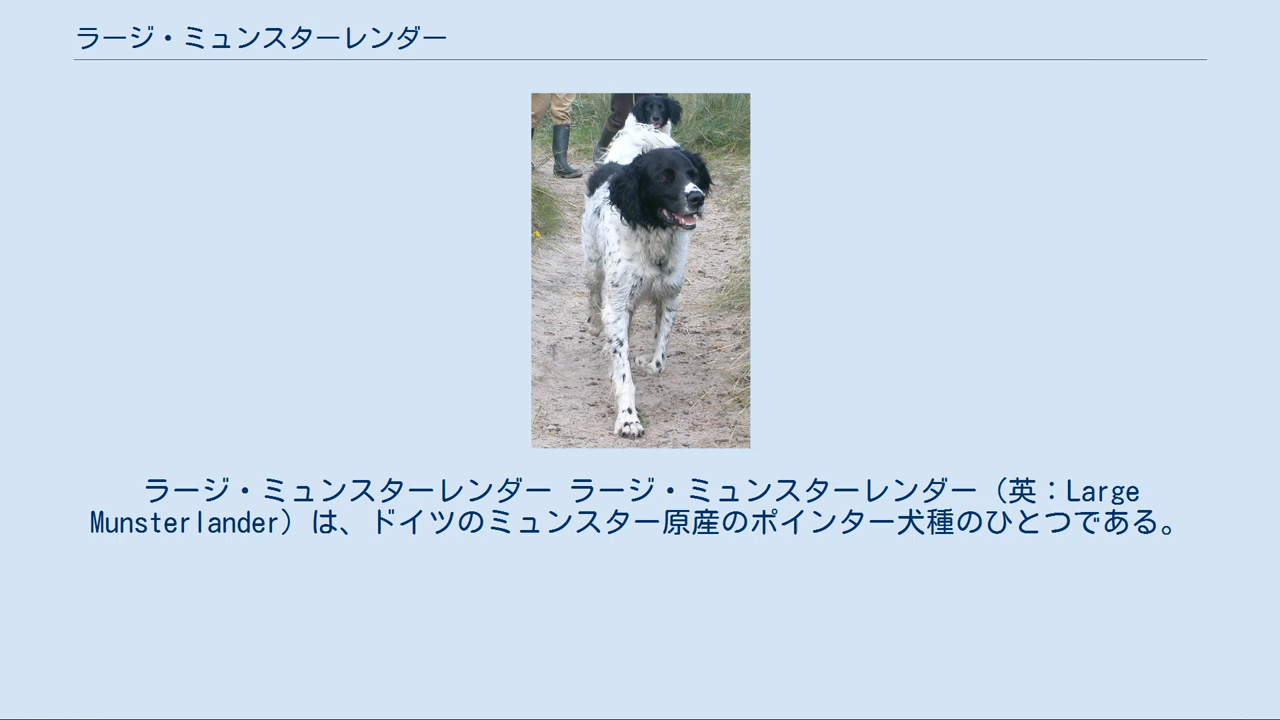 ラージ・ミュンスターレンダー
ラージ・ミュンスターレンダー ラージ・ミュンスターレンダー（英：Large
Munsterlander）は、ドイツのミュンスター原産のポインター犬種のひとつである。